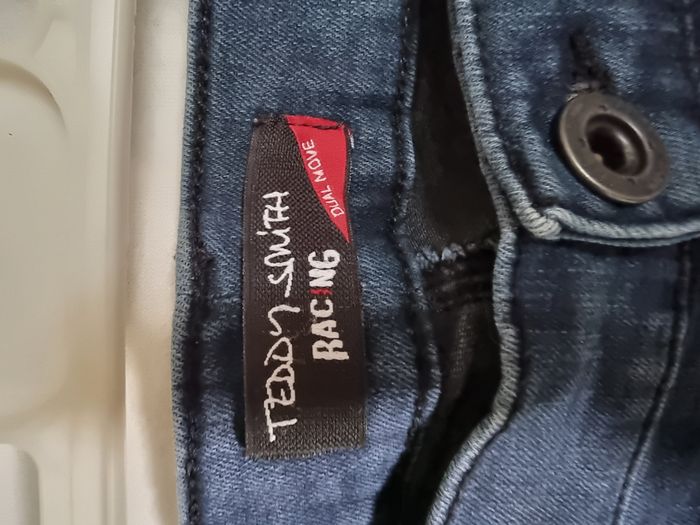 TEDDY SMITH
RACING
DUAL MOVE